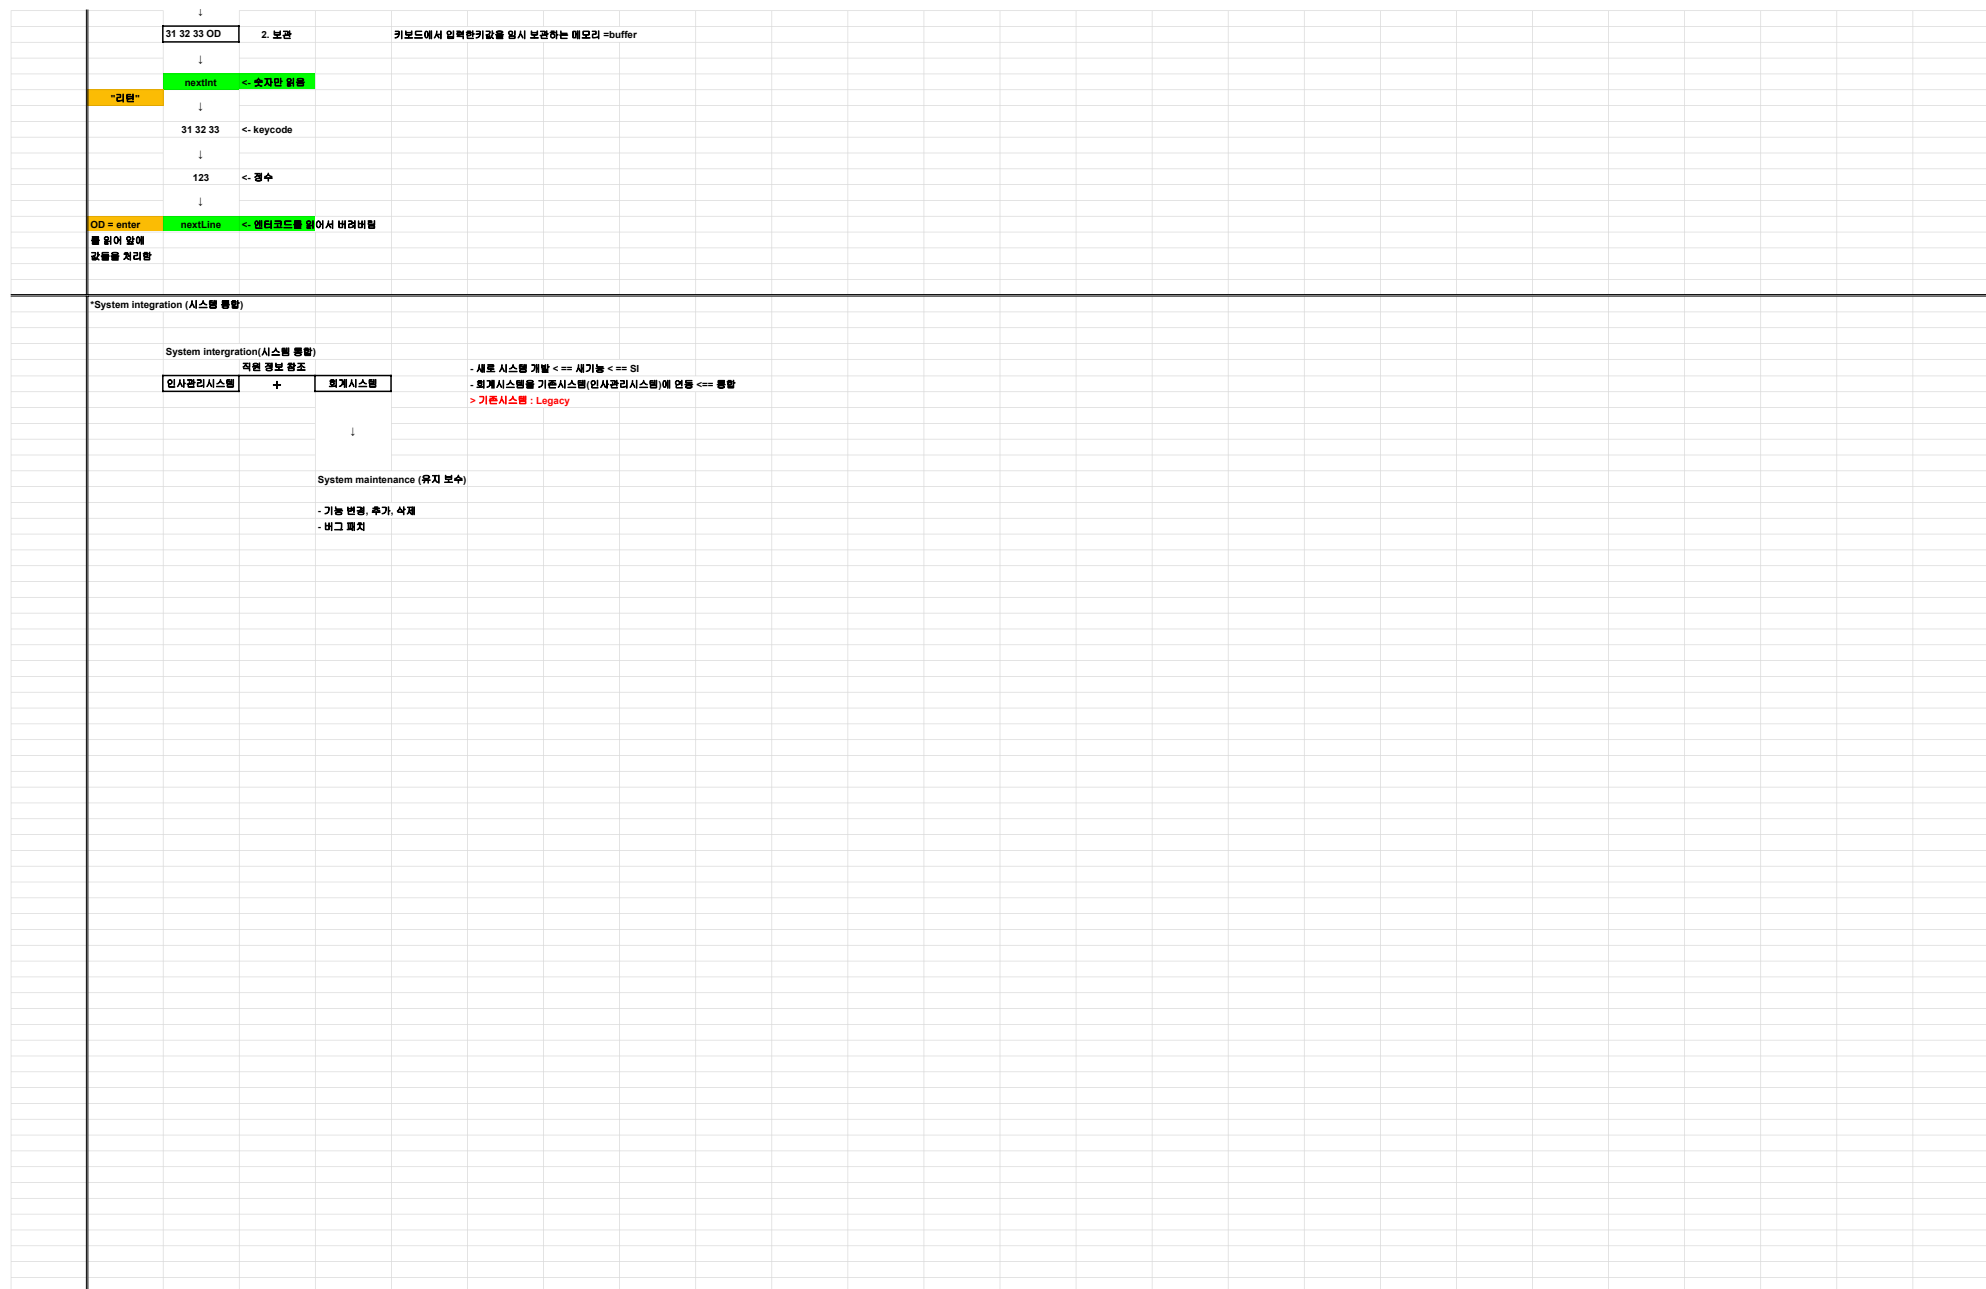 ↓
31 32 33 OD 2. 보관 키보드에서 입력한키값을 임시 보관하는 메모리 =buffer
↓
nextInt <- 숫자만 읽음
"리턴"
↓
31 32 33 <- keycode
↓
123 <- 정수
↓
OD = enter nextLine <- 엔터코드를 읽어서 버려버림
를 읽어 앞에
값들을 처리함
*System integration (시스템 통합)
System intergration(시스템 통합)
직원 정보 참조 - 새로 시스템 개발 < == 새기능 < == SI
인사관리시스템 + 회계시스템 - 회계시스템을 기존시스템(인사관리시스템)에 연동 <== 통합
> 기존시스템 : Legacy
↓
System maintenance (유지 보수)
- 기능 변경, 추가, 삭제
- 버그 패치